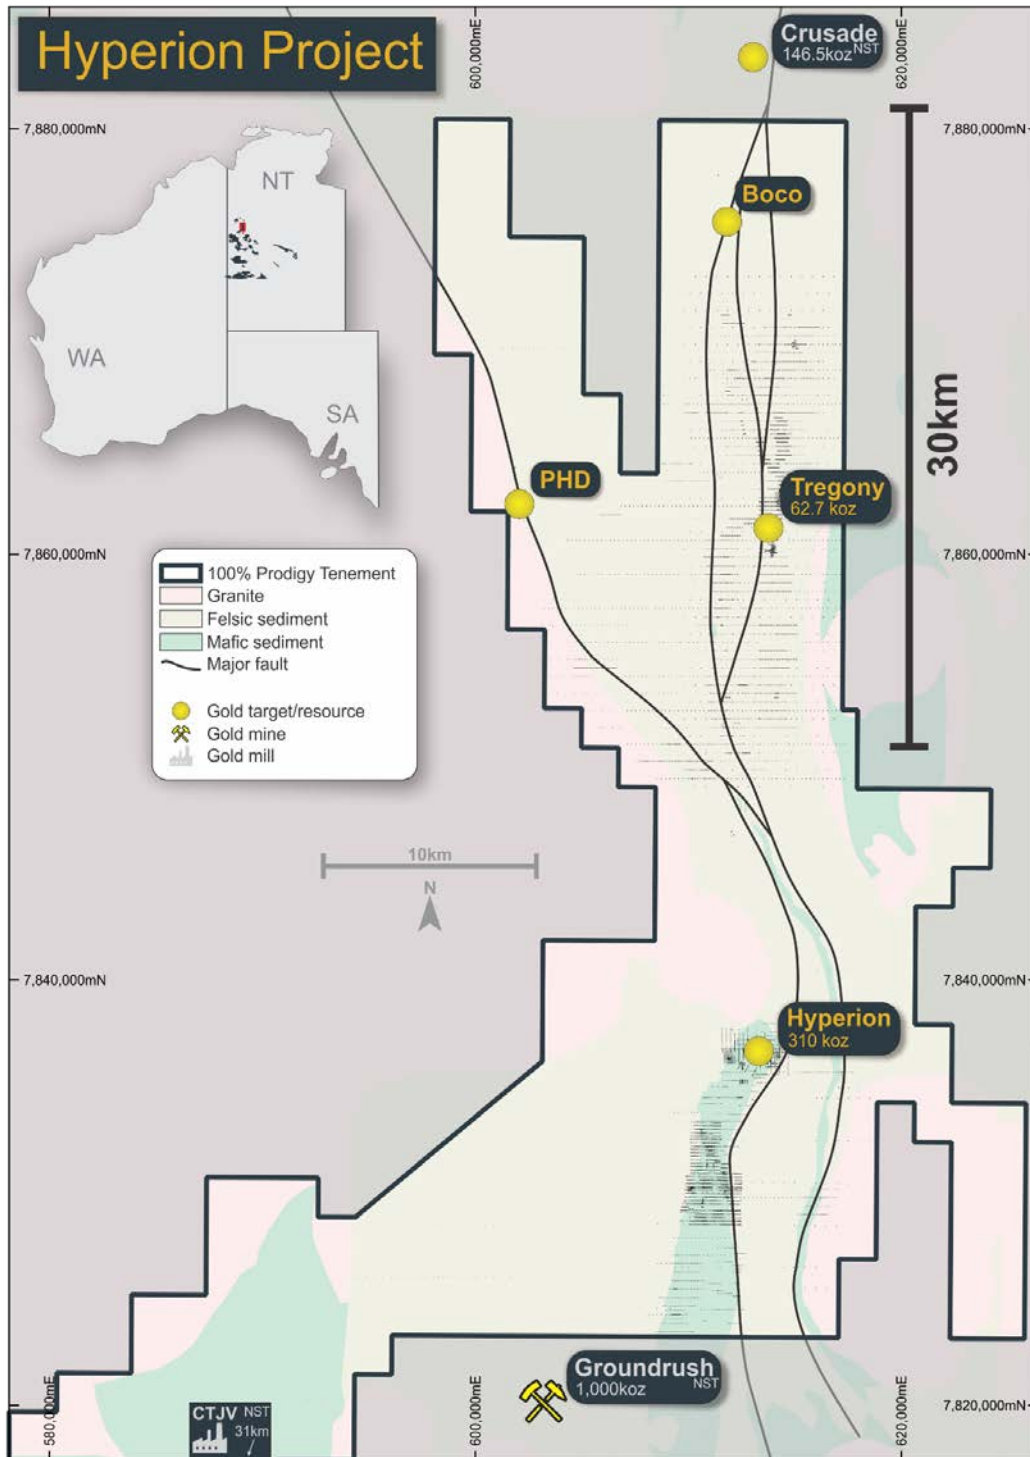 Hyperion Project
600,000mE
620,000mE
Crusade
146.5koz NST
7,880,000mN
7,880,000mN
NT
WA
SA
Boco
30km
PHD
Tregony
62.7 koz
7,860,000mN
7,860,000mN
100% Prodigy Tenement
Granite
Felsic sediment
Mafic sediment
Major fault
Gold target/resource
Gold mine
Gold mill
10km
N
7,840,000mN
7,840,000mN
Hyperion
310 koz
Groundrush
1,000koz NST
CTJV NST
31km
580,000mE
600,000mE
620,000mE
7,820,000mN